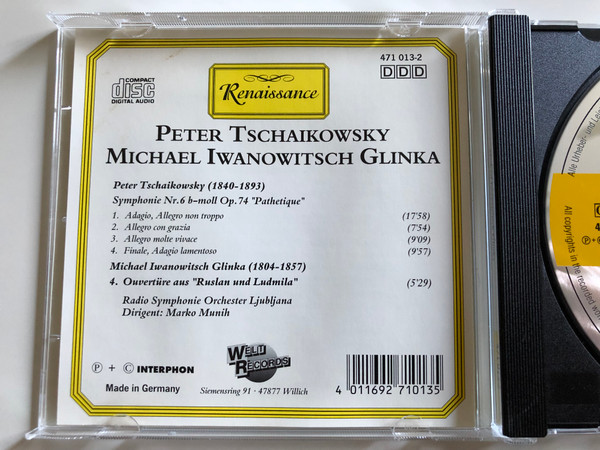 COMPACT
disc
DIGITAL AUDIO
471 013-2
DDD
Renaissance
PETER TSCHAIKOWSKY
MICHAEL IWANOWITSCH GLINKA
Peter Tschaikowsky (1840-1893)
Symphonie Nr.6 b-moll Op.74 "Pathetique"
1. Adagio, Allegro non troppo (17'58)
2. Allegro con grazia (7'54)
3. Allegro molte vivace (9'09)
4. Finale, Adagio lamentoso (9'57)
Michael Iwanowitsch Glinka (1804-1857)
4. Ouvertüre aus "Ruslan und Ludmila" (5'29)
Radio Symphonie Orchester Ljubljana
Dirigent: Marko Munih
WELT RECORDS
Ⓟ + Ⓒ INTERPHON
Made in Germany
Siemensring 91 · 47877 Willich
4 011692 710135
Alle Urheber- und
All copyrights in the recorded